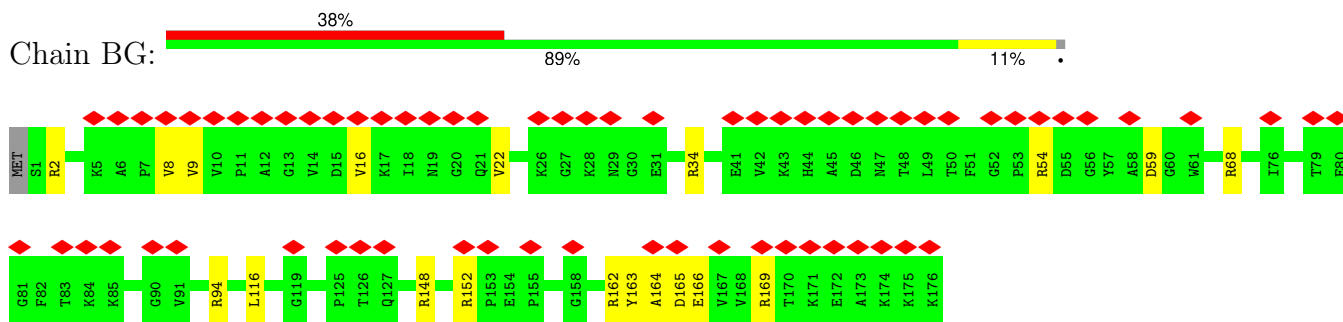 38%
Chain BG:
89% 11% •
MET S1 R2 K5 A6 P7 V8 V9 V10 P11 A12 G13 V14 D15 V16 K17 I18 N19 G20 Q21 V22 K26 G27 K28 N29 G30 E31 R34 E41 V42 K43 H44 A45 D46 N47 T48 L49 T50 F51 G52 P53 R54 D55 G56 Y57 A58 D59 G60 W61 R68 I76 T79 E80
G81 F82 T83 K84 K85 G90 V91 R94 L116 G119 P125 T126 Q127 R148 R152 P153 E154 P155 G158 R162 Y163 A164 D165 E166 V167 V168 R169 T170 K171 E172 A173 K174 K175 K176